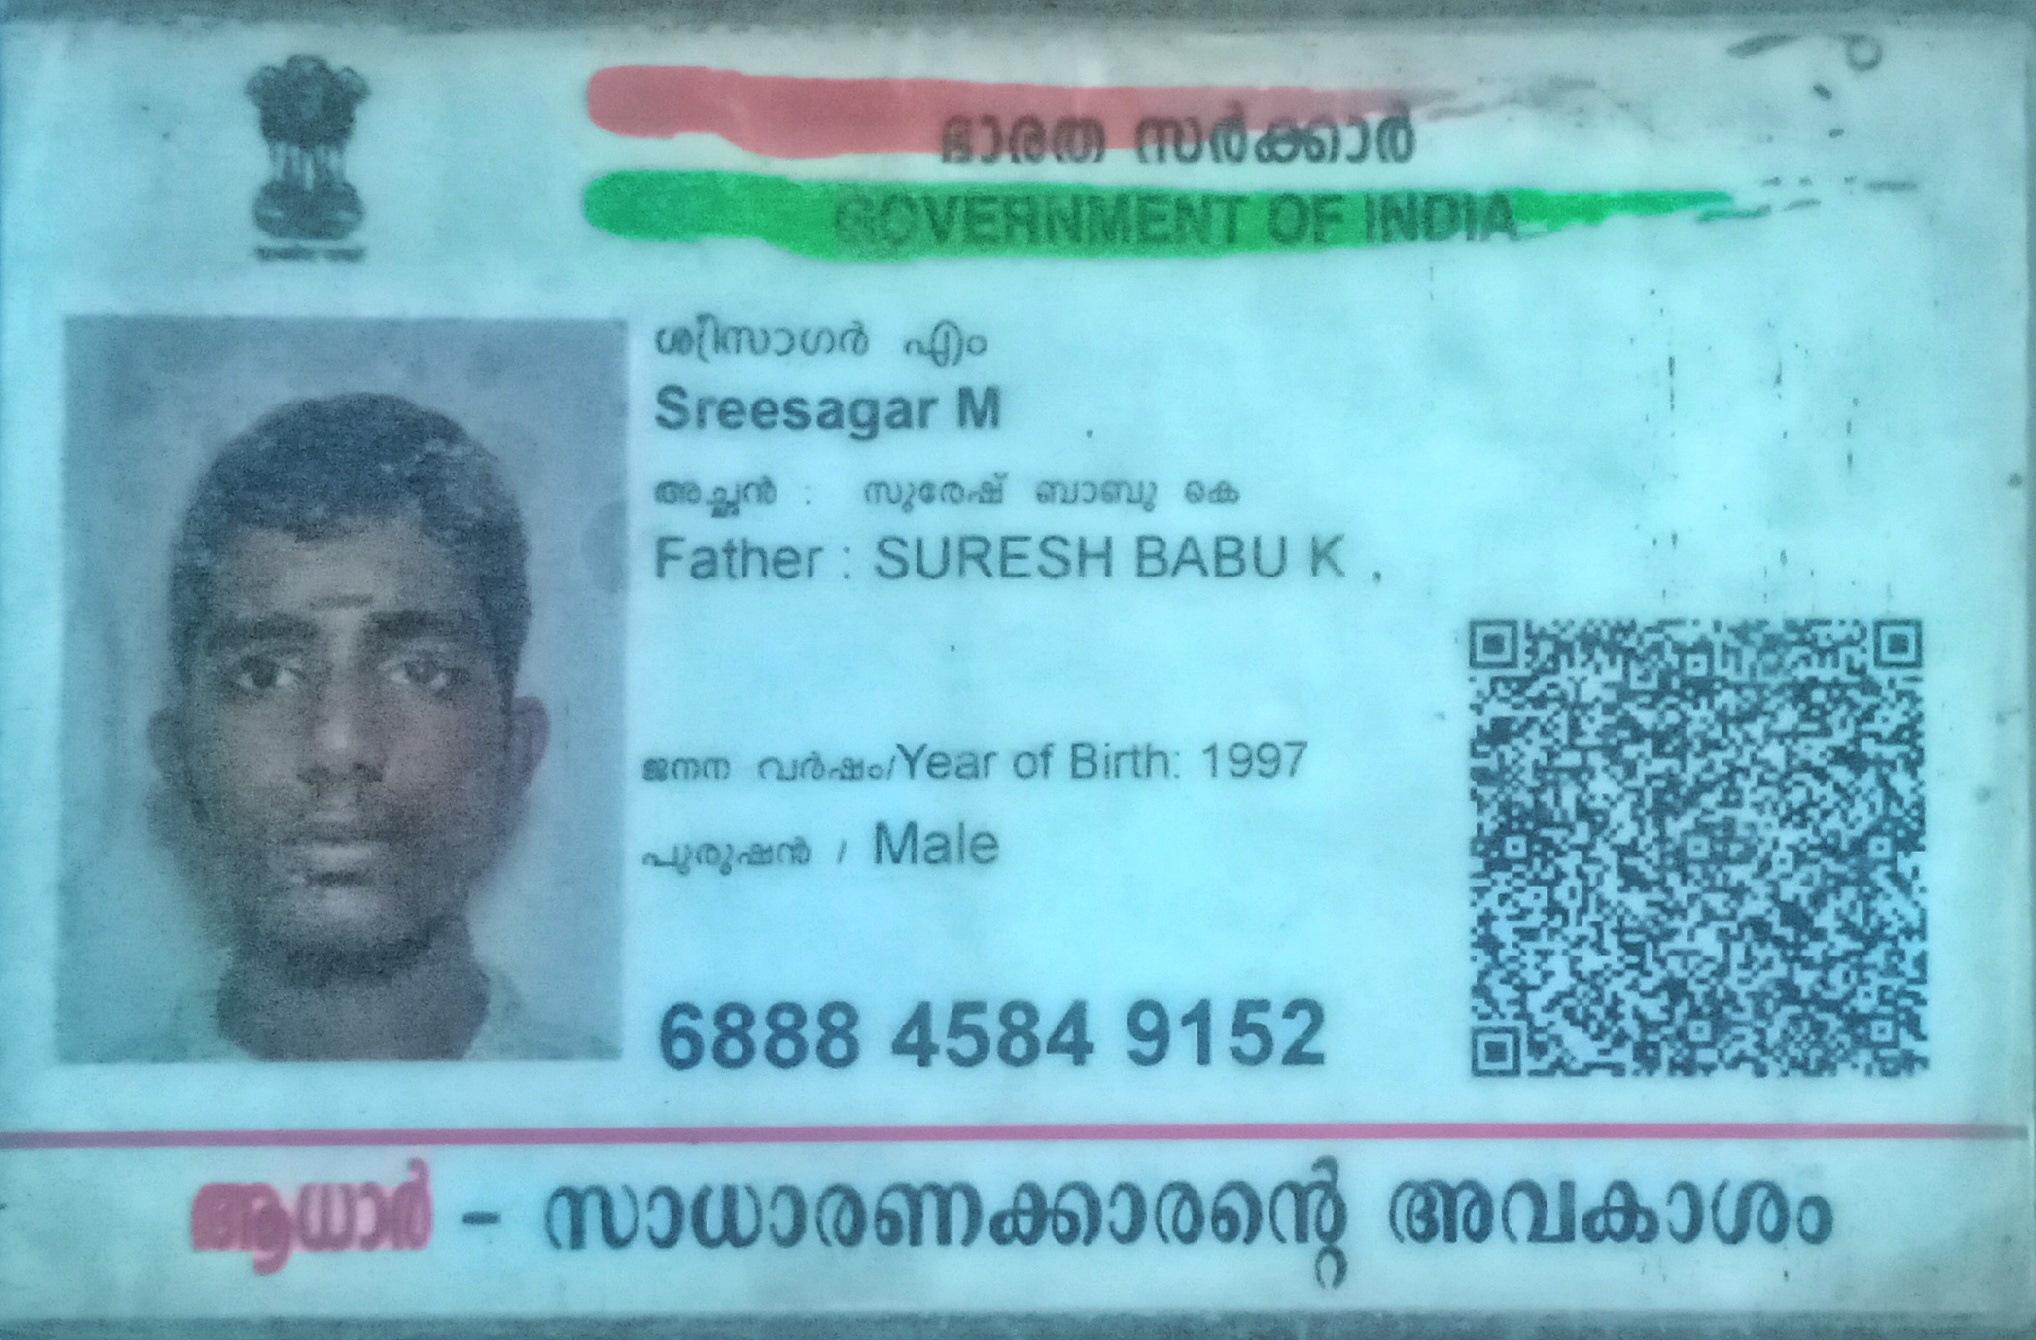 ഭാരത സർക്കാർ
GOVERNMENT OF INDIA
ശ്രീസാഗർ എം
Sreesagar M
അച്ഛൻ : സുരേഷ് ബാബു കെ
Father : SURESH BABU K ,
ജനന വർഷം/Year of Birth: 1997
പുരുഷൻ / Male
6888 4584 9152
ആധാർ - സാധാരണക്കാരന്റെ അവകാശം